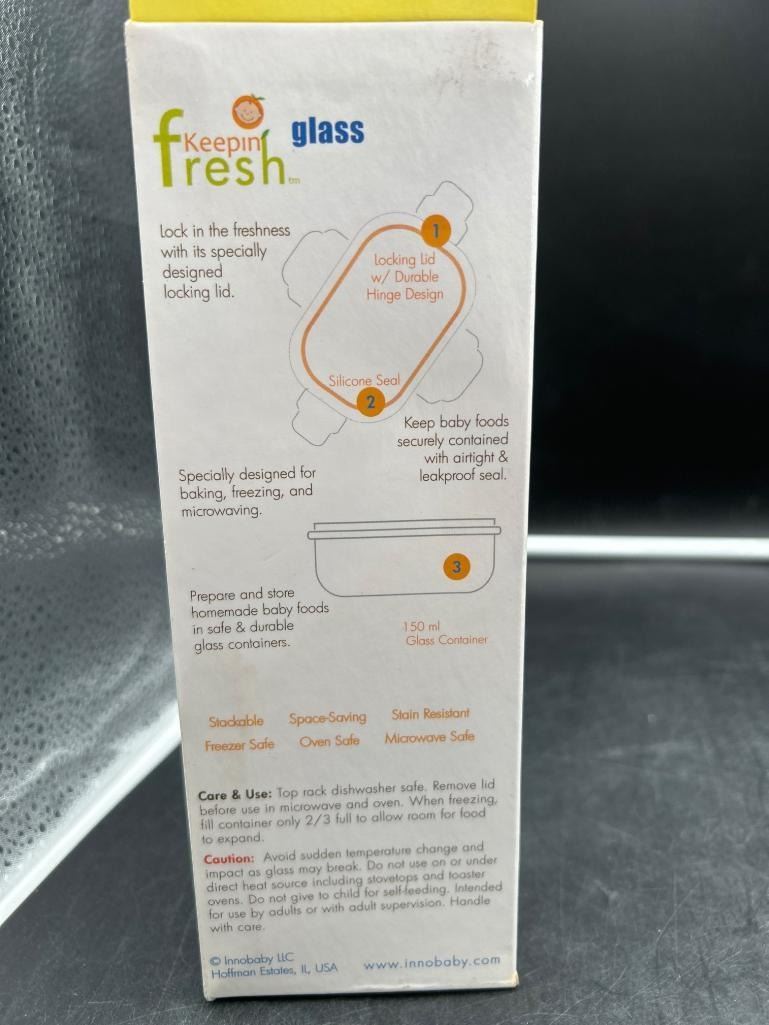 Keepin'
fresh™
glass
Lock in the freshness
with its specially
designed
locking lid.
1
Locking Lid
w/ Durable
Hinge Design
Silicone Seal
2
Keep baby foods
securely contained
with airtight &
leakproof seal.
Specially designed for
baking, freezing, and
microwaving.
3
Prepare and store
homemade baby foods
in safe & durable
glass containers.
150 ml
Glass Container
Stackable Space-Saving Stain Resistant
Freezer Safe Oven Safe Microwave Safe
Care & Use: Top rack dishwasher safe. Remove lid
before use in microwave and oven. When freezing,
fill container only 2/3 full to allow room for food
to expand.
Caution: Avoid sudden temperature change and
impact as glass may break. Do not use on or under
direct heat source including stovetops and toaster
ovens. Do not give to child for self-feeding. Intended
for use by adults or with adult supervision. Handle
with care.
© Innobaby LLC
Hoffman Estates, IL, USA
www.innobaby.com